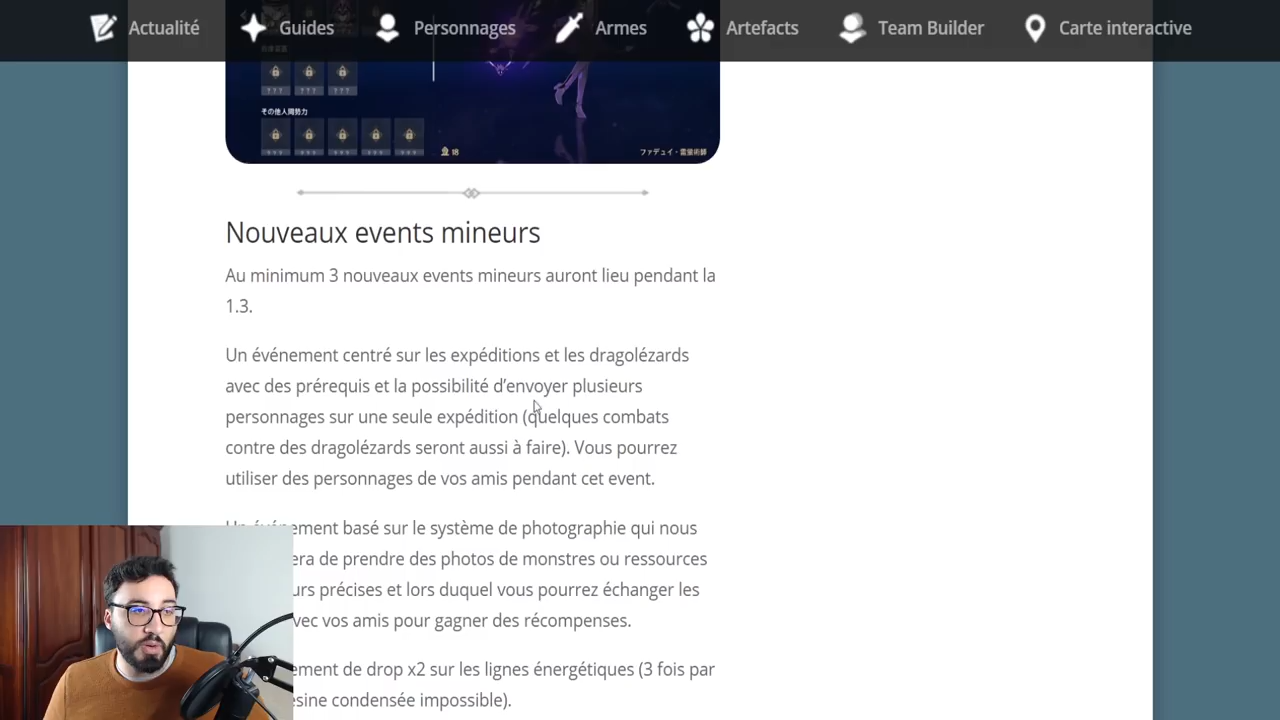 Actualité Guides Personnages Armes Artefacts Team Builder Carte interactive
???
???
???
その他人間勢力
18
ファデュイ・雷蛍術師
Nouveaux events mineurs
Au minimum 3 nouveaux events mineurs auront lieu pendant la
1.3.
Un événement centré sur les expéditions et les dragolézards
avec des prérequis et la possibilité d’envoyer plusieurs
personnages sur une seule expédition (quelques combats
contre des dragolézards seront aussi à faire). Vous pourrez
utiliser des personnages de vos amis pendant cet event.
événement basé sur le système de photographie qui nous
era de prendre des photos de monstres ou ressources
urs précises et lors duquel vous pourrez échanger les
vec vos amis pour gagner des récompenses.
ement de drop x2 sur les lignes énergétiques (3 fois par
ésine condensée impossible).